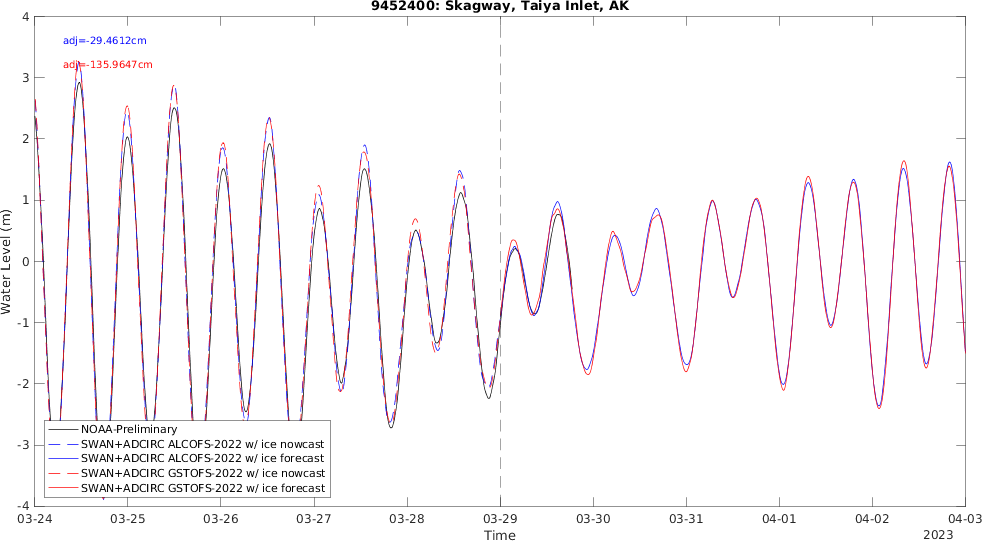 9452400: Skagway, Taiya Inlet, AK
4
adj=-29.4612cm
adj=-135.9647cm
3
2
1
0
-1
-2
-3
-4
Water Level (m)
NOAA-Preliminary
SWAN+ADCIRC ALCOFS-2022 w/ ice nowcast
SWAN+ADCIRC ALCOFS-2022 w/ ice forecast
SWAN+ADCIRC GSTOFS-2022 w/ ice nowcast
SWAN+ADCIRC GSTOFS-2022 w/ ice forecast
03-24 03-25 03-26 03-27 03-28 03-29 03-30 03-31 04-01 04-02 04-03
Time
2023